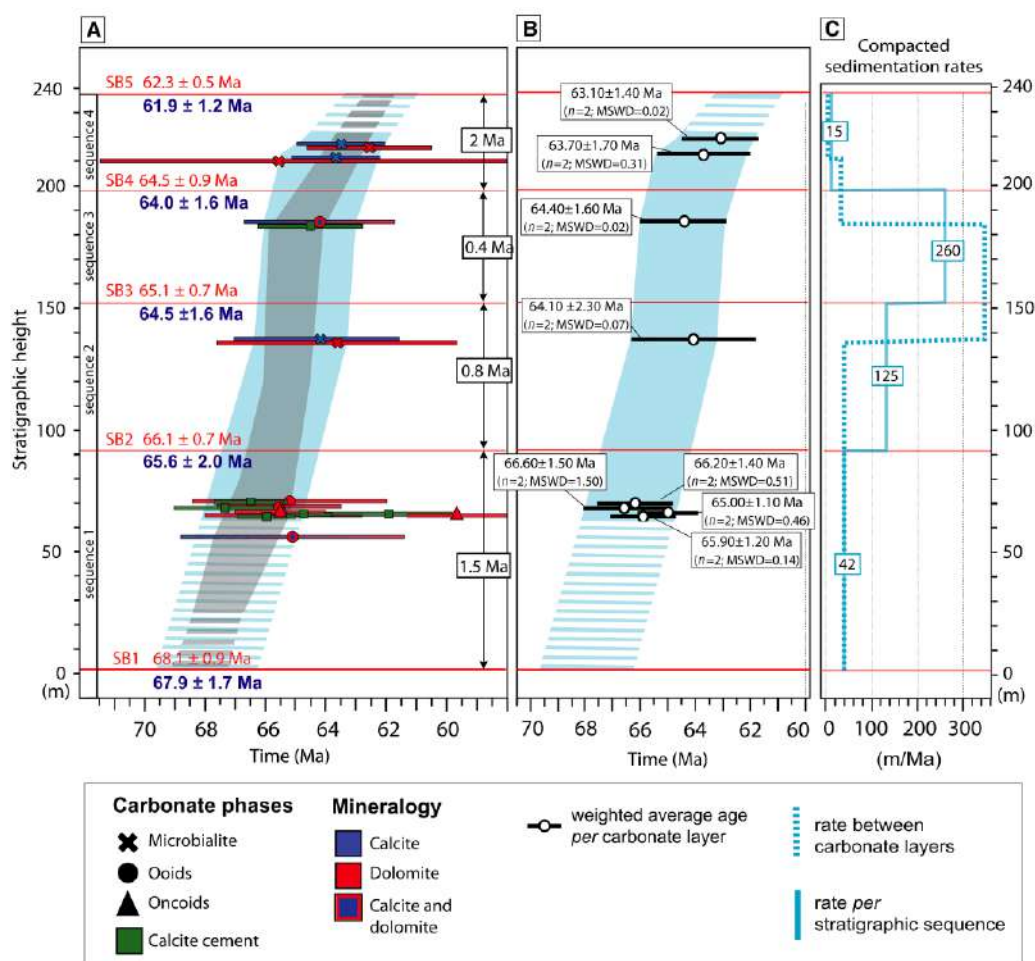 A
B
C
Compacted
sedimentation rates
SB5 62.3 ± 0.5 Ma
61.9 ± 1.2 Ma
SB4 64.5 ± 0.9 Ma
64.0 ± 1.6 Ma
SB3 65.1 ± 0.7 Ma
64.5 ±1.6 Ma
SB2 66.1 ± 0.7 Ma
65.6 ± 2.0 Ma
SB1 68.1 ± 0.9 Ma
67.9 ± 1.7 Ma
sequence 4
sequence 3
sequence 2
sequence 1
Stratigraphic height
240
200
150
100
50
0
(m)
2 Ma
0.4 Ma
0.8 Ma
1.5 Ma
70 68 66 64 62 60
Time (Ma)
63.10±1.40 Ma
(n=2; MSWD=0.02)
63.70±1.70 Ma
(n=2; MSWD=0.31)
64.40±1.60 Ma
(n=2; MSWD=0.02)
64.10 ±2.30 Ma
(n=2; MSWD=0.07)
66.60±1.50 Ma
(n=2; MSWD=1.50)
66.20±1.40 Ma
(n=2; MSWD=0.51)
65.00±1.10 Ma
(n=2; MSWD=0.46)
65.90±1.20 Ma
(n=2; MSWD=0.14)
70 68 66 64 62 60
Time (Ma)
15
260
125
42
240
200
150
100
50
0
(m)
0 100 200 300
(m/Ma)
Carbonate phases
Microbialite
Ooids
Oncoids
Calcite cement
Mineralogy
Calcite
Dolomite
Calcite and
dolomite
weighted average age
per carbonate layer
rate between
carbonate layers
rate per
stratigraphic sequence